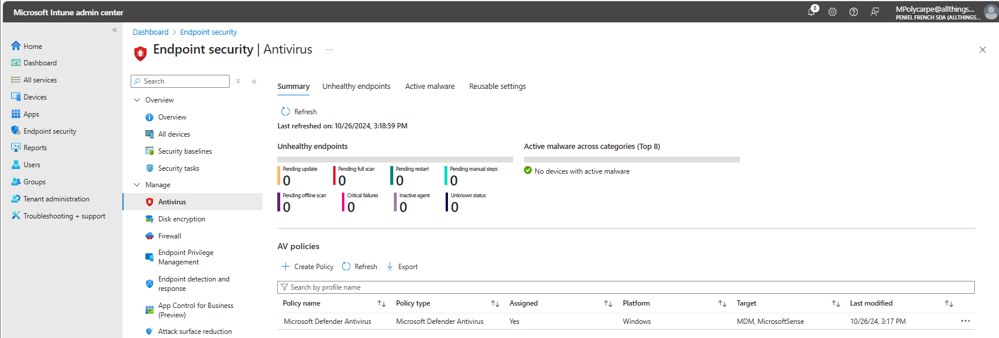 Microsoft Intune admin center
8
MPolycarpe@allthings...
PENIEL FRENCH SDA (ALLTHINGS...
Home
Dashboard
All services
Devices
Apps
Endpoint security
Reports
Users
Groups
Tenant administration
Troubleshooting + support
Dashboard > Endpoint security
Endpoint security | Antivirus ...
Search
Overview
Overview
All devices
Security baselines
Security tasks
Manage
Antivirus
Disk encryption
Firewall
Endpoint Privilege
Management
Endpoint detection and
response
App Control for Business
(Preview)
Attack surface reduction
Summary Unhealthy endpoints Active malware Reusable settings
Refresh
Last refreshed on: 10/26/2024, 3:18:59 PM
Unhealthy endpoints
Pending update Pending full scan Pending restart Pending manual steps
0 0 0 0
Pending offline scan Critical failures Inactive agent Unknown status
0 0 0 0
Active malware across categories (Top 8)
No devices with active malware
AV policies
Create Policy Refresh Export
Search by profile name
Policy name Policy type Assigned Platform Target Last modified
Microsoft Defender Antivirus Microsoft Defender Antivirus Yes Windows MDM, MicrosoftSense 10/26/24, 3:17 PM ...